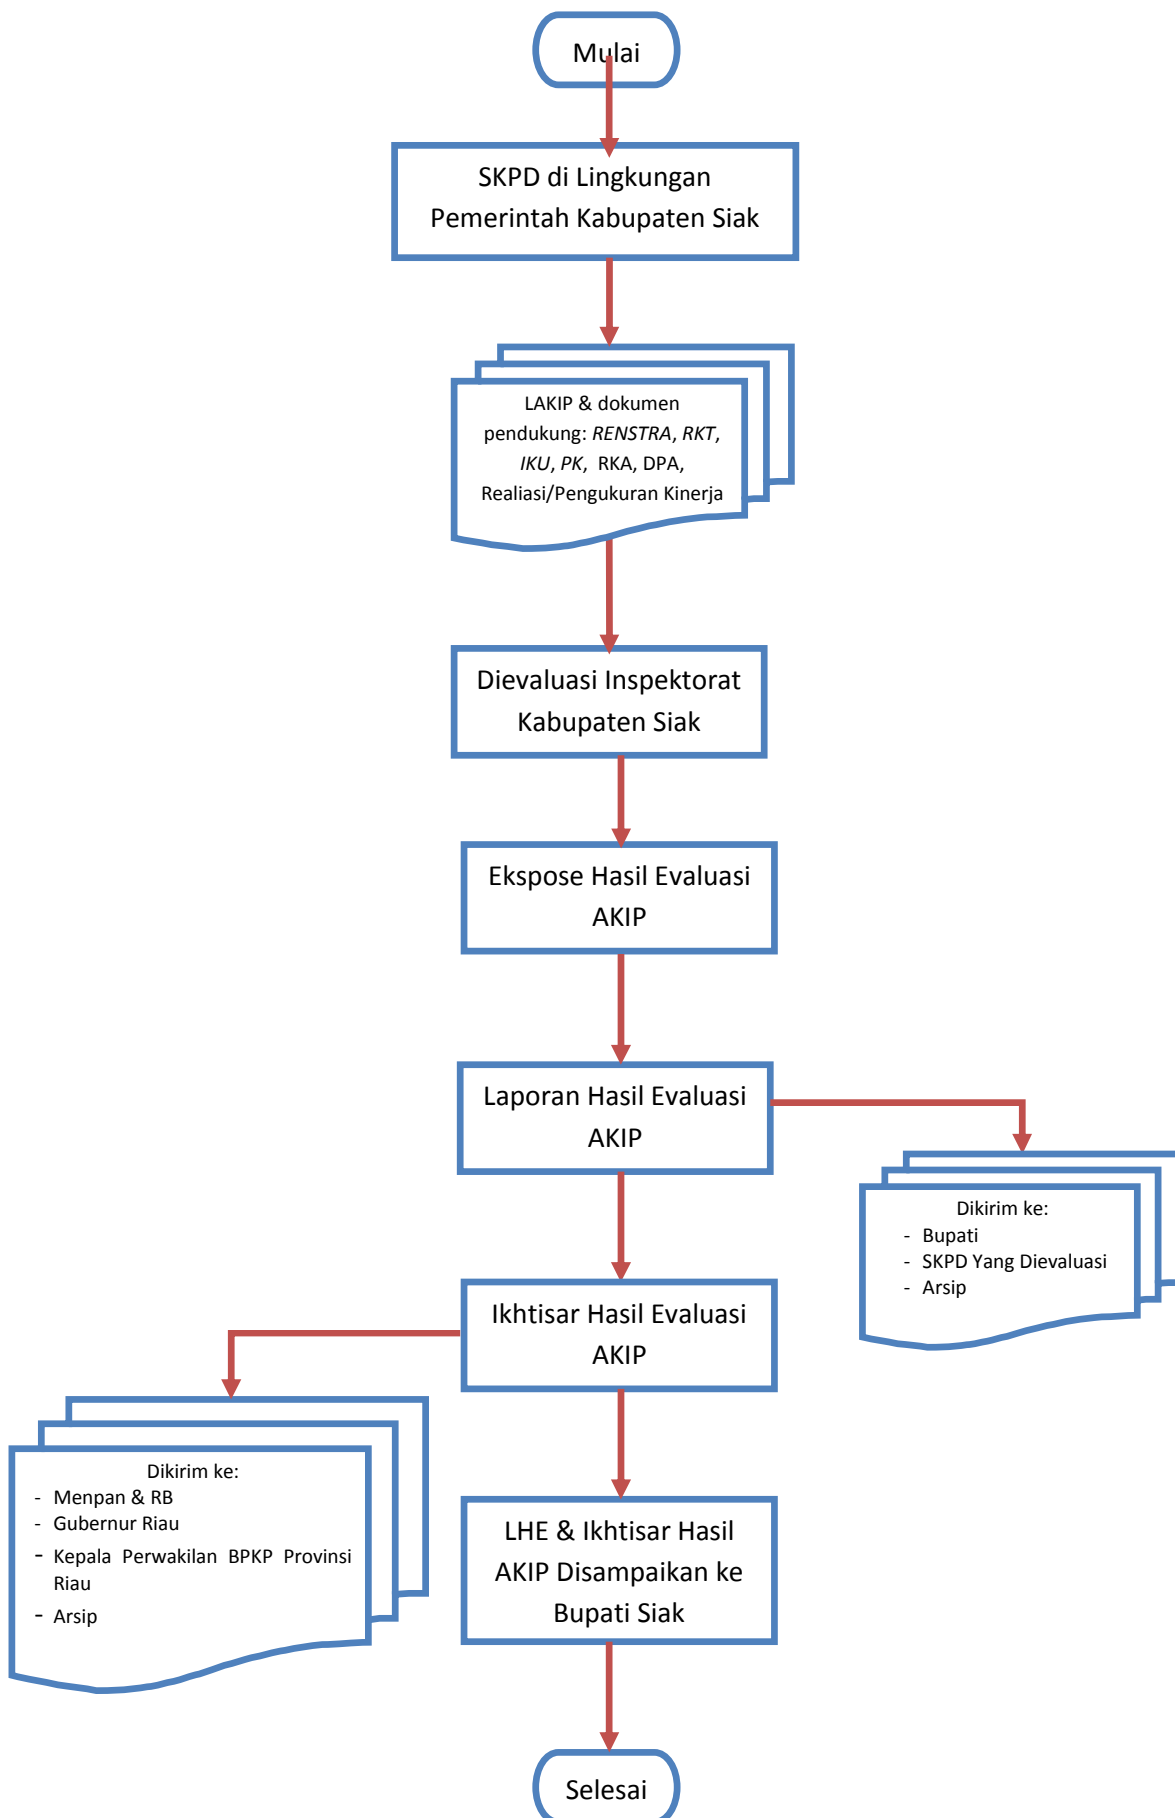 Mulai
SKPD di Lingkungan
Pemerintah Kabupaten Siak
LAKIP & dokumen
pendukung: RENSTRA, RKT,
IKU, PK, RKA, DPA,
Realiasi/Pengukuran Kinerja
Dievaluasi Inspektorat
Kabupaten Siak
Ekspose Hasil Evaluasi
AKIP
Laporan Hasil Evaluasi
AKIP
Dikirim ke:
- Bupati
- SKPD Yang Dievaluasi
- Arsip
Ikhtisar Hasil Evaluasi
AKIP
Dikirim ke:
- Menpan & RB
- Gubernur Riau
- Kepala Perwakilan BPKP Provinsi
Riau
- Arsip
LHE & Ikhtisar Hasil
AKIP Disampaikan ke
Bupati Siak
Selesai